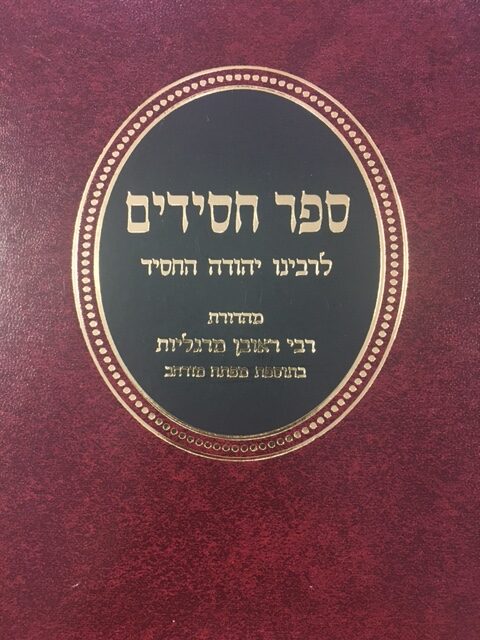 ספר חסידים
לרבינו יהודה החסיד
מהדורת
רבי ראובן מרגליות
בתוספת מפתח מורחב